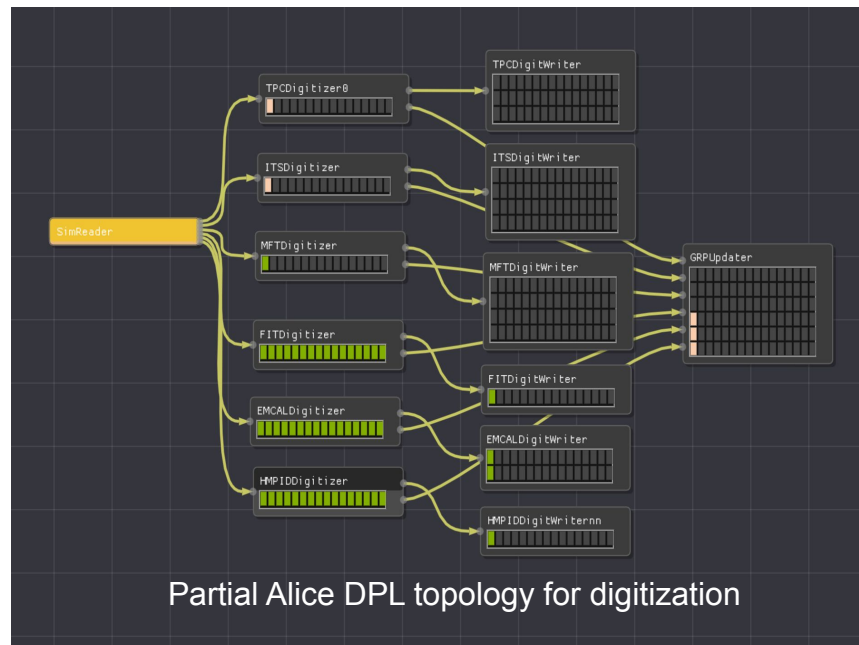 TPCDigitWriter
TPCDigitizer0
ITSDigitWriter
ITSDigitizer
SimReader
MFTDigitizer
GRPUpdater
MFTDigitWriter
FITDigitizer
FITDigitWriter
EMCALDigitizer
EMCALDigitWriter
HMPIDDigitizer
HMPIDDigitWriternn
Partial Alice DPL topology for digitization